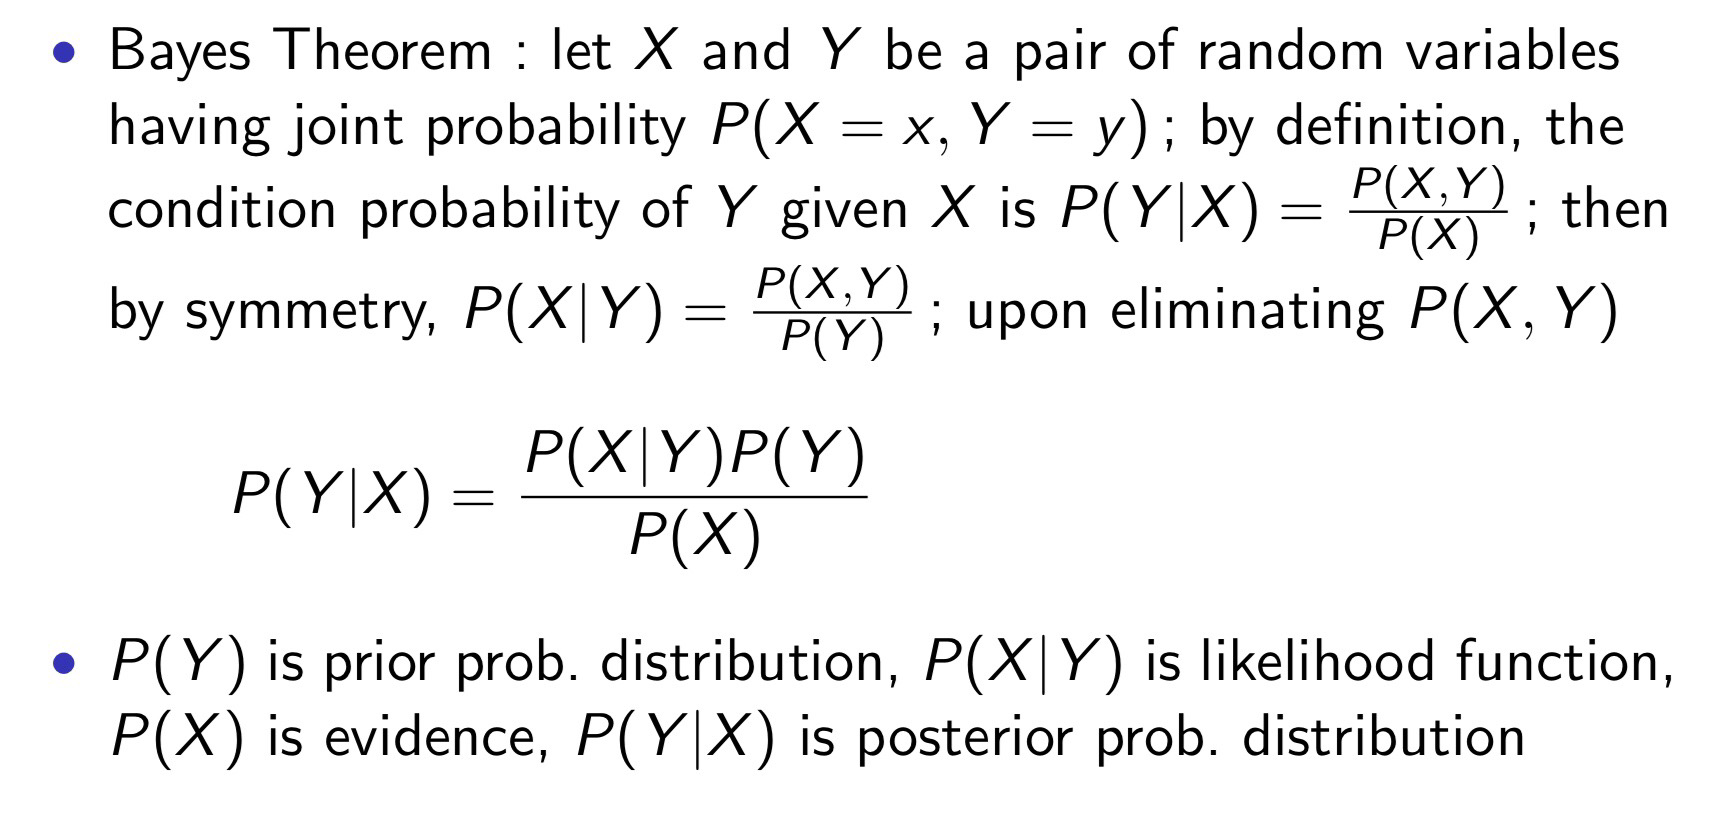 • Bayes Theorem : let X and Y be a pair of random variables
having joint probability P(X = x, Y = y) ; by definition, the
condition probability of Y given X is P(Y|X) = \frac{P(X,Y)}{P(X)} ; then
by symmetry, P(X|Y) = \frac{P(X,Y)}{P(Y)} ; upon eliminating P(X, Y)
P(Y|X) = \frac{P(X|Y)P(Y)}{P(X)}
• P(Y) is prior prob. distribution, P(X|Y) is likelihood function,
P(X) is evidence, P(Y|X) is posterior prob. distribution